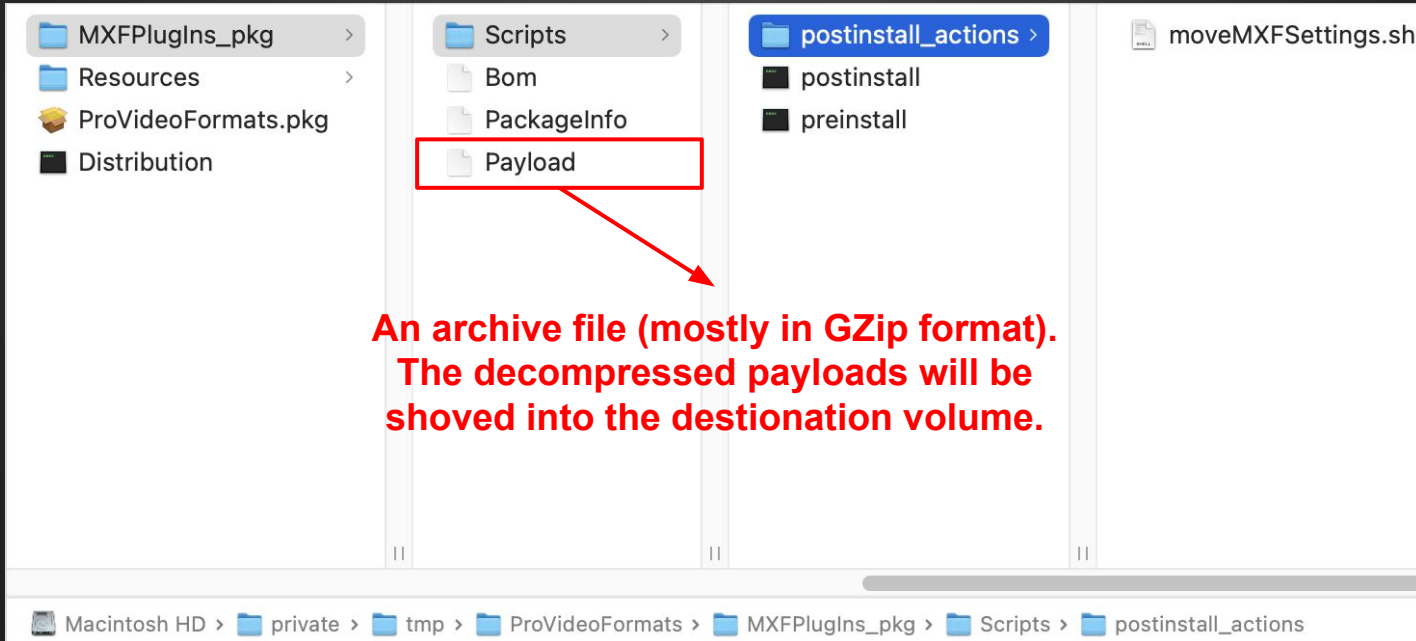 MXFPlugIns_pkg
Resources
ProVideoFormats.pkg
Distribution
Scripts
Bom
PackageInfo
Payload
postinstall_actions
postinstall
preinstall
moveMXFSettings.sh
An archive file (mostly in GZip format).
The decompressed payloads will be
shoved into the destionation volume.
Macintosh HD > private > tmp > ProVideoFormats > MXFPlugIns_pkg > Scripts > postinstall_actions